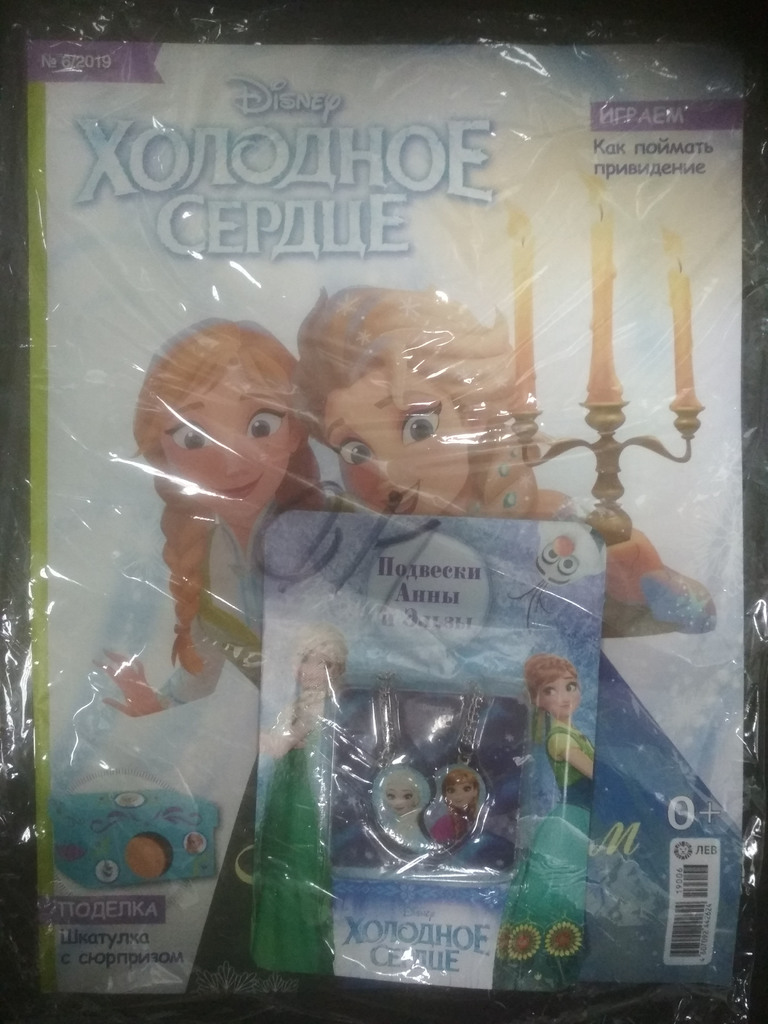 № 6/2019
Disney
ХОЛОДНОЕ
СЕРДЦЕ
ИГРАЕМ
Как поймать
привидение
Подвески
Анны
и Эльзы
0+
ЛЕВ
19006
ПОДЕЛКА
Шкатулка
с сюрпризом
Disney
ХОЛОДНОЕ
СЕРДЦЕ